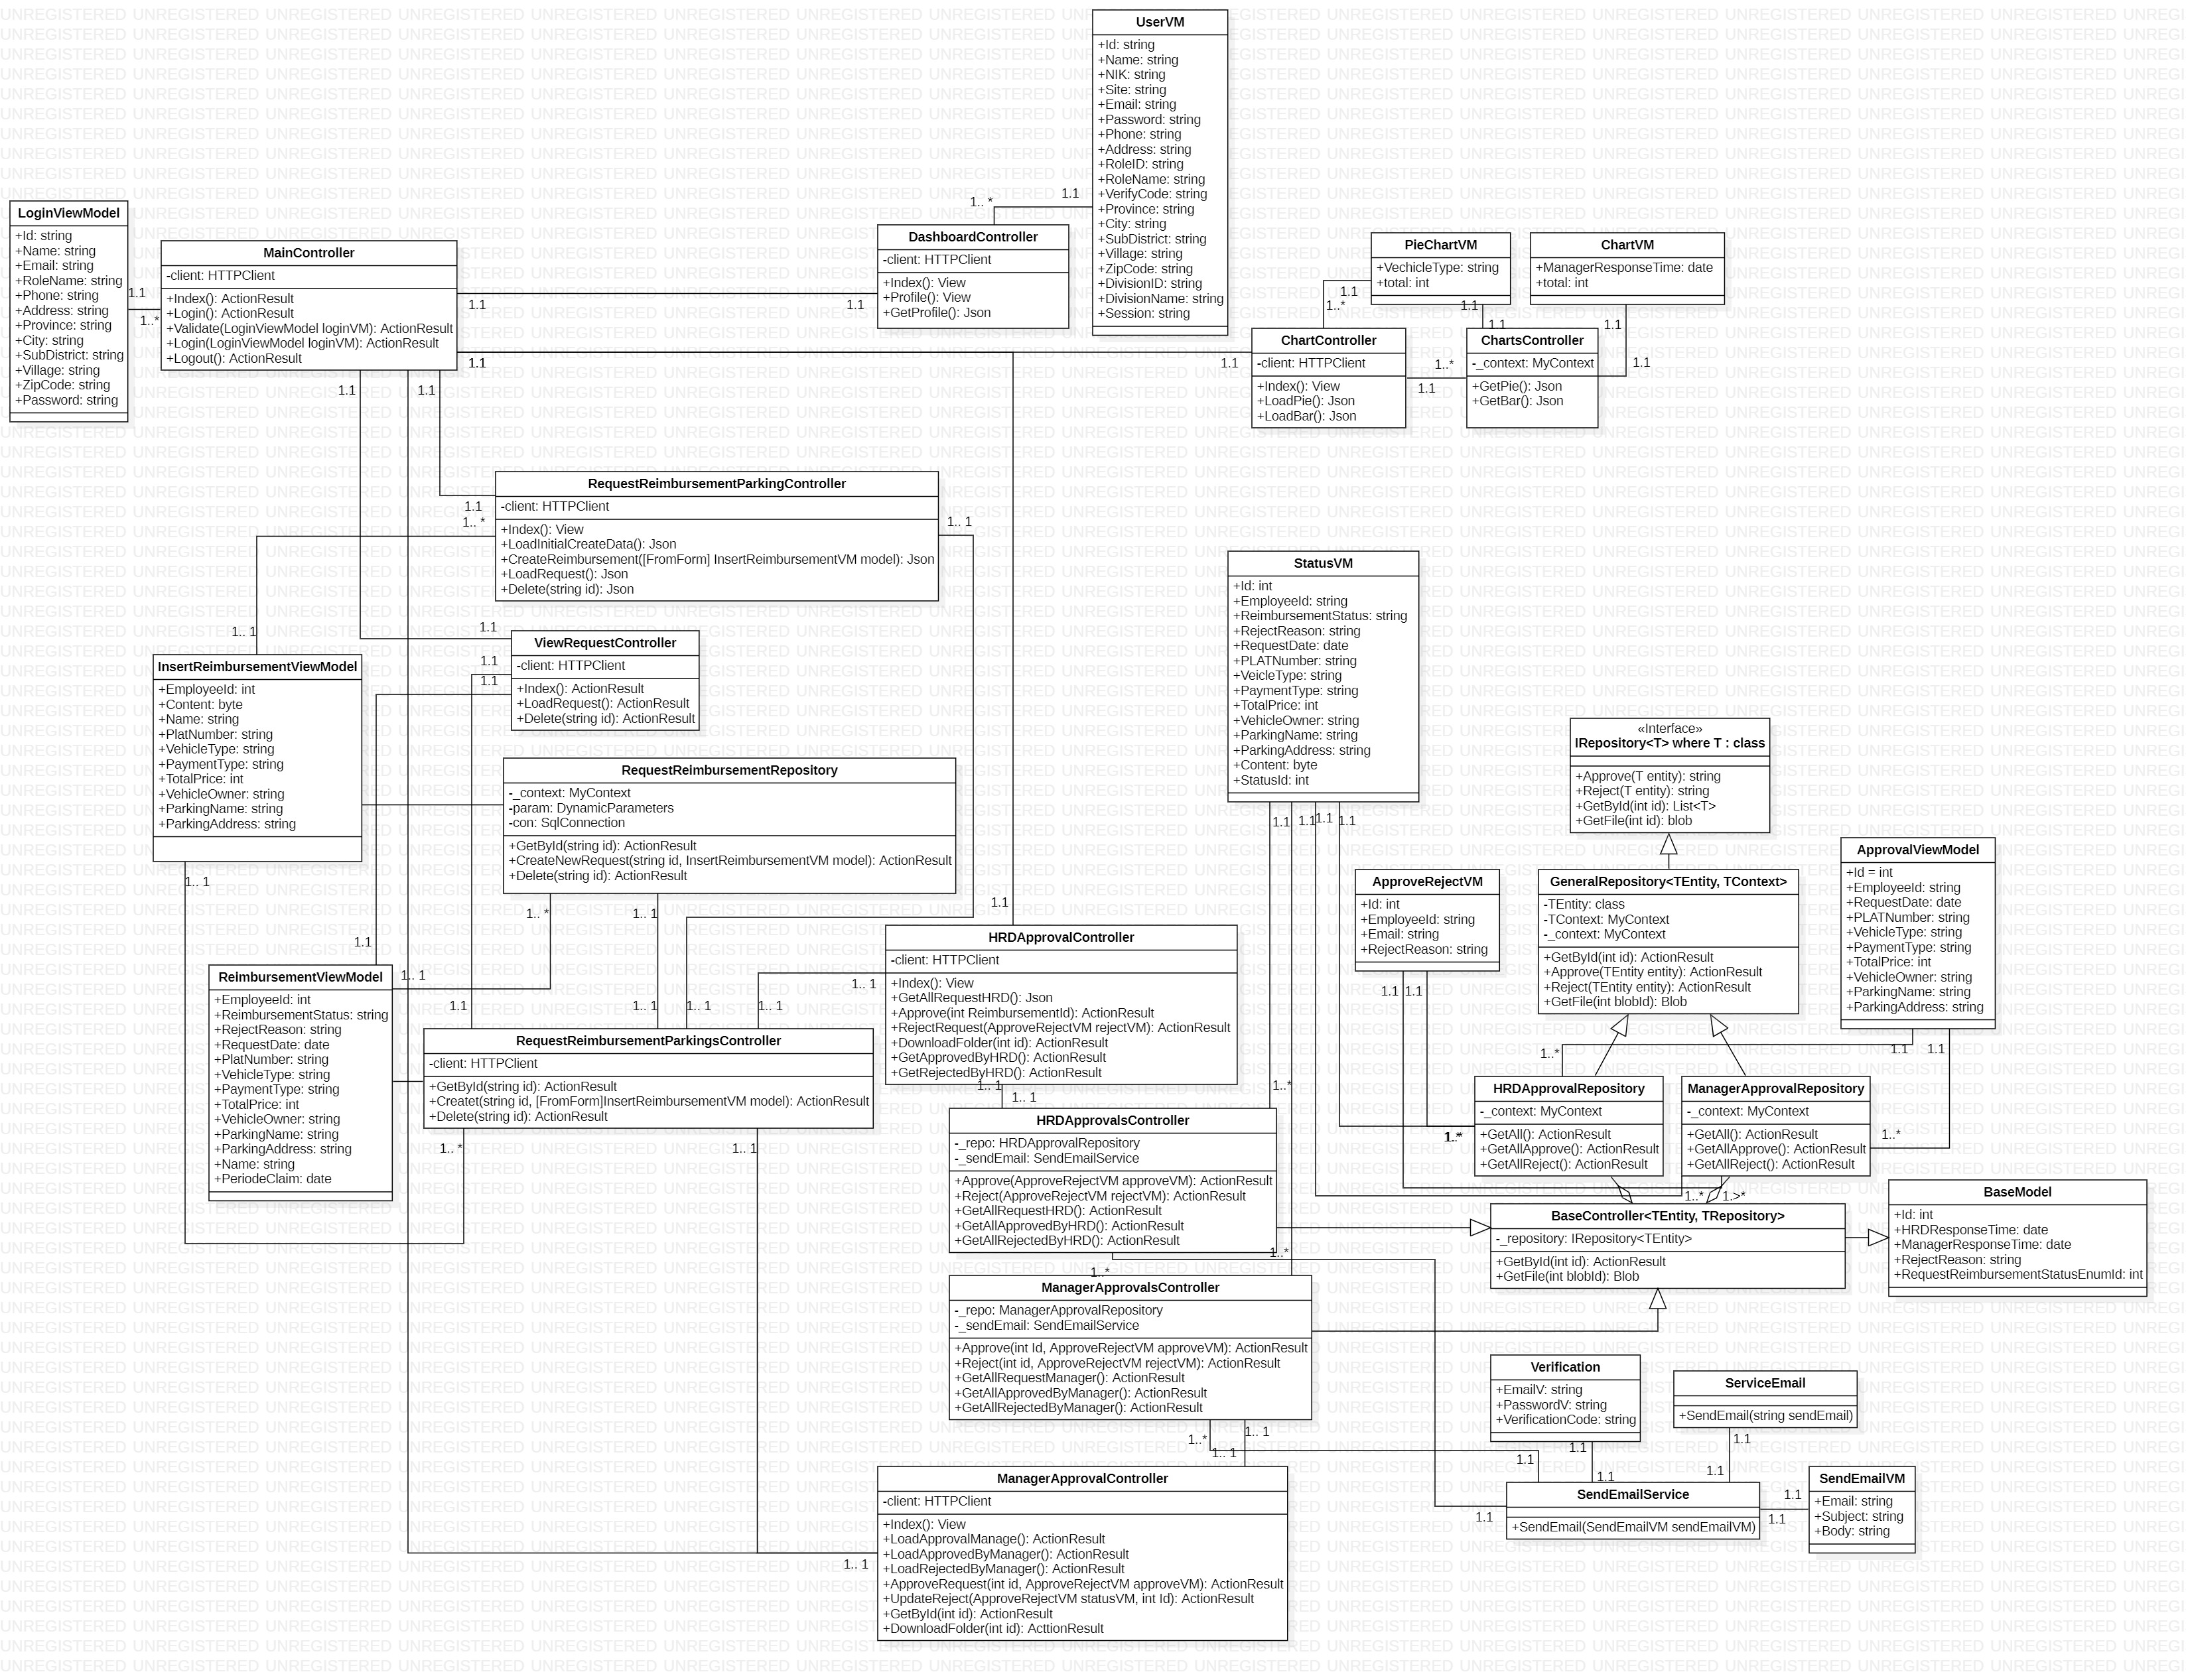 UserVM
+Id: string
+Name: string
+NIK: string
+Site: string
+Email: string
+Password: string
+Phone: string
+Address: string
+RoleID: string
+RoleName: string
+VerifyCode: string
+Province: string
+City: string
+SubDistrict: string
+Village: string
+ZipCode: string
+DivisionID: string
+DivisionName: string
+Session: string
1.. *
1.1
LoginViewModel
+Id: string
+Name: string
+Email: string
+RoleName: string
+Phone: string
+Address: string
+Province: string
+City: string
+SubDistrict: string
+Village: string
+ZipCode: string
+Password: string
1.1
1..*
MainController
-client: HTTPClient
+Index(): ActionResult
+Login(): ActionResult
+Validate(LoginViewModel loginVM): ActionResult
+Login(LoginViewModel loginVM): ActionResult
+Logout(): ActionResult
1.1
1.1
1.1
1.1
1.1
DashboardController
-client: HTTPClient
+Index(): View
+Profile(): View
+GetProfile(): Json
PieChartVM
+VechicleType: string
+total: int
1.1
1..*
1.1
1.1
ChartVM
+ManagerResponseTime: date
+total: int
1.1
1.1
ChartController
-client: HTTPClient
+Index(): View
+LoadPie(): Json
+LoadBar(): Json
1.1
1..*
1.1
ChartsController
-_context: MyContext
+GetPie(): Json
+GetBar(): Json
RequestReimbursementParkingController
-client: HTTPClient
+Index(): View
+LoadInitialCreateData(): Json
+CreateReimbursement([FromForm] InsertReimbursementVM model): Json
+LoadRequest(): Json
+Delete(string id): Json
1.1
1.. *
1.. 1
1.. 1
1.1
1.1
1.1
ViewRequestController
-client: HTTPClient
+Index(): ActionResult
+LoadRequest(): ActionResult
+Delete(string id): ActionResult
InsertReimbursementViewModel
+EmployeeId: int
+Content: byte
+Name: string
+PlatNumber: string
+VehicleType: string
+PaymentType: string
+TotalPrice: int
+VehicleOwner: string
+ParkingName: string
+ParkingAddress: string
1.. 1
RequestReimbursementRepository
-_context: MyContext
-param: DynamicParameters
-con: SqlConnection
+GetById(string id): ActionResult
+CreateNewRequest(string id, InsertReimbursementVM model): ActionResult
+Delete(string id): ActionResult
1.. *
1.. 1
StatusVM
+Id: int
+EmployeeId: string
+ReimbursementStatus: string
+RejectReason: string
+RequestDate: date
+PLATNumber: string
+VeicleType: string
+PaymentType: string
+TotalPrice: int
+VehicleOwner: string
+ParkingName: string
+ParkingAddress: string
+Content: byte
+StatusId: int
1.1
1.1
1.1
1.1
«Interface»
IRepository<T> where T : class
+Approve(T entity): string
+Reject(T entity): string
+GetById(int id): List<T>
+GetFile(int id): blob
ApproveRejectVM
+Id: int
+EmployeeId: string
+Email: string
+RejectReason: string
1.1
1.1
GeneralRepository<TEntity, TContext>
-TEntity: class
-TContext: MyContext
-_context: MyContext
+GetById(int id): ActionResult
+Approve(TEntity entity): ActionResult
+Reject(TEntity entity): ActionResult
+GetFile(int blobId): Blob
ApprovalViewModel
+Id = int
+EmployeeId: string
+RequestDate: date
+PLATNumber: string
+VehicleType: string
+PaymentType: string
+TotalPrice: int
+VehicleOwner: string
+ParkingName: string
+ParkingAddress: string
1..*
1.1
1.1
ReimbursementViewModel
+EmployeeId: int
+ReimbursementStatus: string
+RejectReason: string
+RequestDate: date
+PlatNumber: string
+VehicleType: string
+PaymentType: string
+TotalPrice: int
+VehicleOwner: string
+ParkingName: string
+ParkingAddress: string
+Name: string
+PeriodeClaim: date
1.1
1.. 1
1.1
1.. 1
1.. 1
1.. 1
RequestReimbursementParkingsController
-client: HTTPClient
+GetById(string id): ActionResult
+Createt(string id, [FromForm]InsertReimbursementVM model): ActionResult
+Delete(string id): ActionResult
1.. *
1.. 1
1.1
1.. 1
HRDApprovalController
-client: HTTPClient
+Index(): View
+GetAllRequestHRD(): Json
+Approve(int ReimbursementId): ActionResult
+RejectRequest(ApproveRejectVM rejectVM): ActionResult
+DownloadFolder(int id): ActionResult
+GetApprovedByHRD(): ActionResult
+GetRejectedByHRD(): ActionResult
1.. 1
1.. 1
1..*
HRDApprovalsController
-_repo: HRDApprovalRepository
-_sendEmail: SendEmailService
+Approve(ApproveRejectVM approveVM): ActionResult
+Reject(ApproveRejectVM rejectVM): ActionResult
+GetAllRequestHRD(): ActionResult
+GetAllApprovedByHRD(): ActionResult
+GetAllRejectedByHRD(): ActionResult
1..*
1..*
HRDApprovalRepository
-_context: MyContext
+GetAll(): ActionResult
+GetAllApprove(): ActionResult
+GetAllReject(): ActionResult
1..*
ManagerApprovalRepository
-_context: MyContext
+GetAll(): ActionResult
+GetAllApprove(): ActionResult
+GetAllReject(): ActionResult
1..*
1..*
1.>*
BaseController<TEntity, TRepository>
-_repository: IRepository<TEntity>
+GetById(int id): ActionResult
+GetFile(int blobId): Blob
BaseModel
+Id: int
+HRDResponseTime: date
+ManagerResponseTime: date
+RejectReason: string
+RequestReimbursementStatusEnumId: int
ManagerApprovalsController
-_repo: ManagerApprovalRepository
-_sendEmail: SendEmailService
+Approve(int Id, ApproveRejectVM approveVM): ActionResult
+Reject(int id, ApproveRejectVM rejectVM): ActionResult
+GetAllRequestManager(): ActionResult
+GetAllApprovedByManager(): ActionResult
+GetAllRejectedByManager(): ActionResult
1..*
1.. 1
1.. 1
Verification
+EmailV: string
+PasswordV: string
+VerificationCode: string
1.1
1.1
ServiceEmail
+SendEmail(string sendEmail)
1.1
1.1
ManagerApprovalController
-client: HTTPClient
+Index(): View
+LoadApprovalManage(): ActionResult
+LoadApprovedByManager(): ActionResult
+LoadRejectedByManager(): ActionResult
+ApproveRequest(int id, ApproveRejectVM approveVM): ActionResult
+UpdateReject(ApproveRejectVM statusVM, int Id): ActionResult
+GetById(int id): ActionResult
+DownloadFolder(int id): ActtionResult
1.. 1
1.1
1.1
SendEmailService
+SendEmail(SendEmailVM sendEmailVM)
1.1
1.1
SendEmailVM
+Email: string
+Subject: string
+Body: string